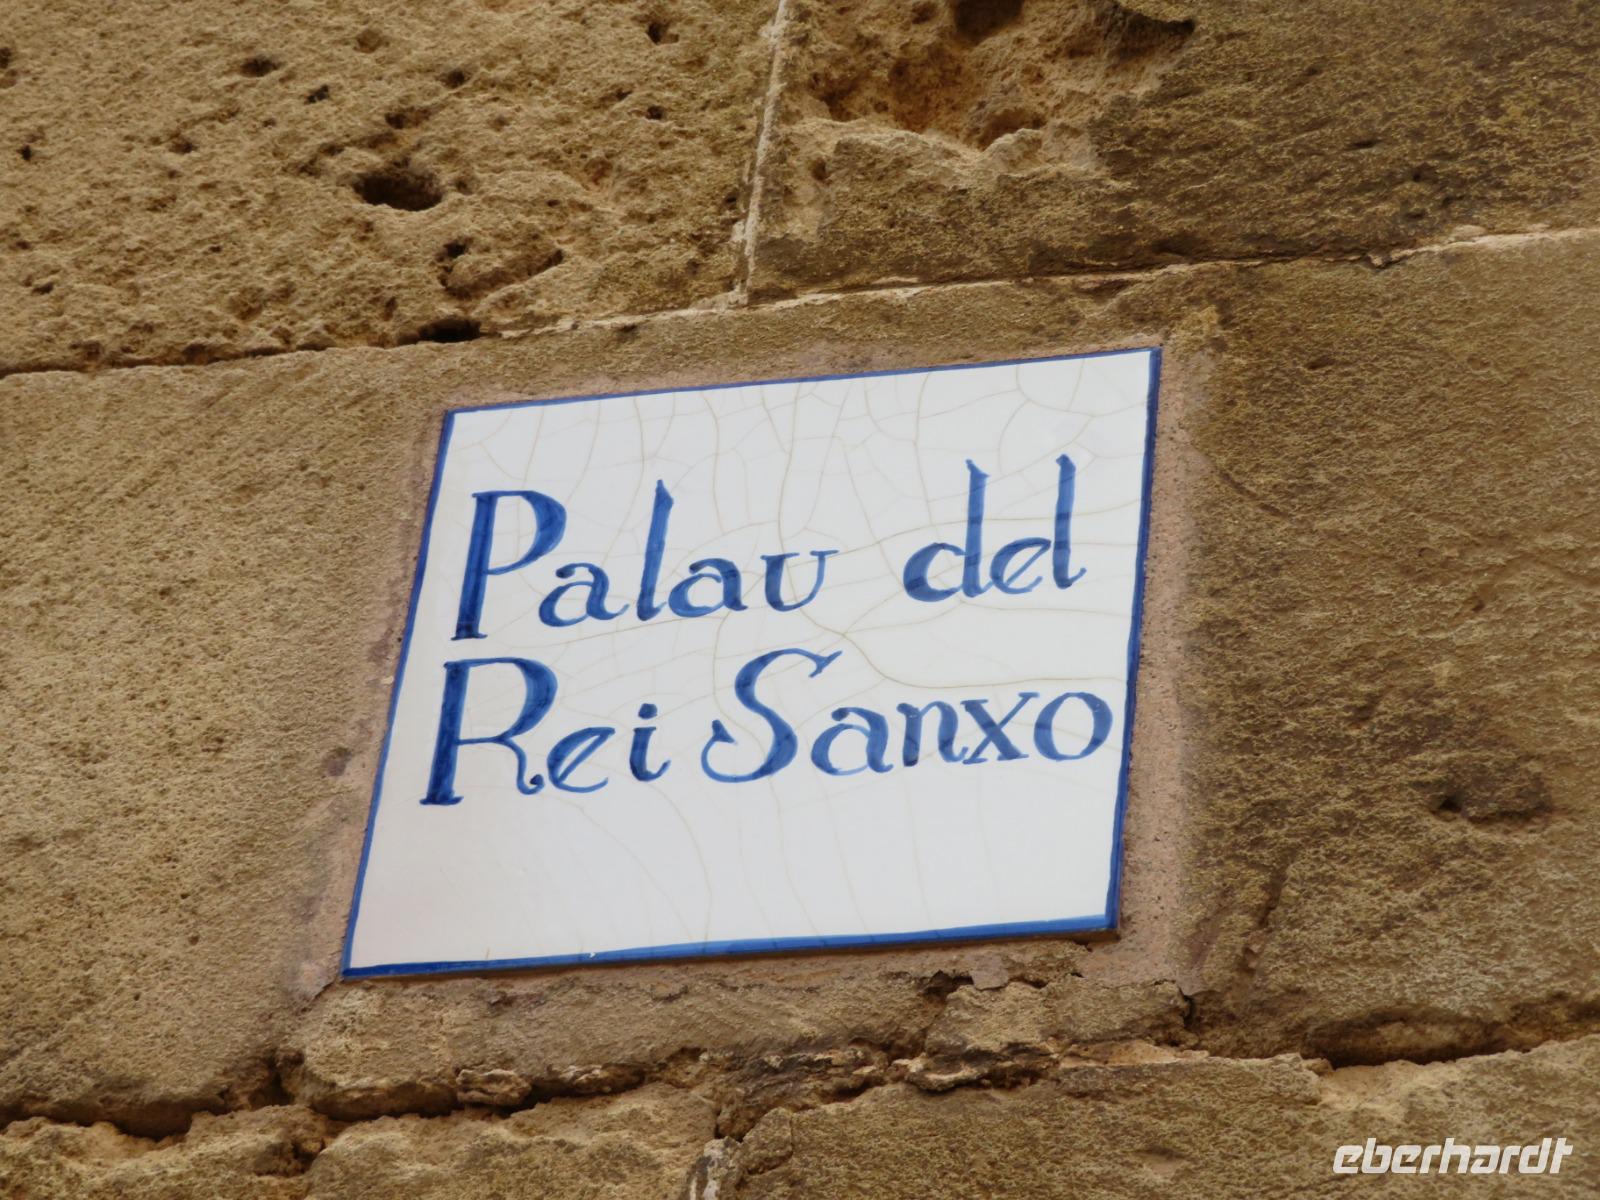 Palau del
Rei Sanxo
eberhardt